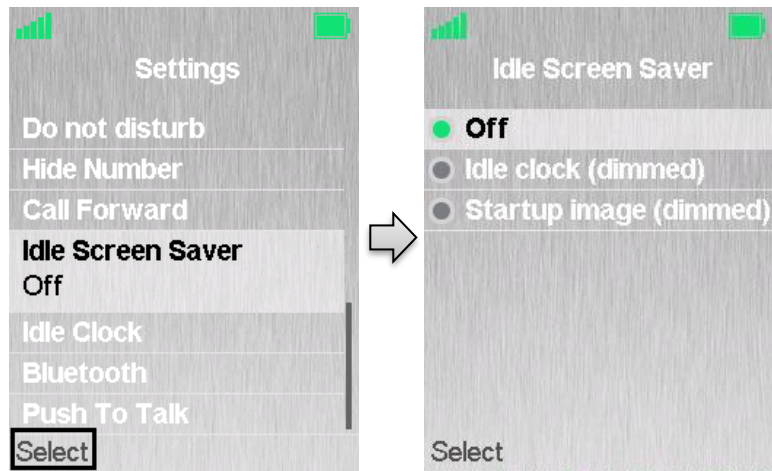 Settings
Do not disturb
Hide Number
Call Forward
Idle Screen Saver
Off
Idle Clock
Bluetooth
Push To Talk
Select
Idle Screen Saver
Off
Idle clock (dimmed)
Startup image (dimmed)
Select